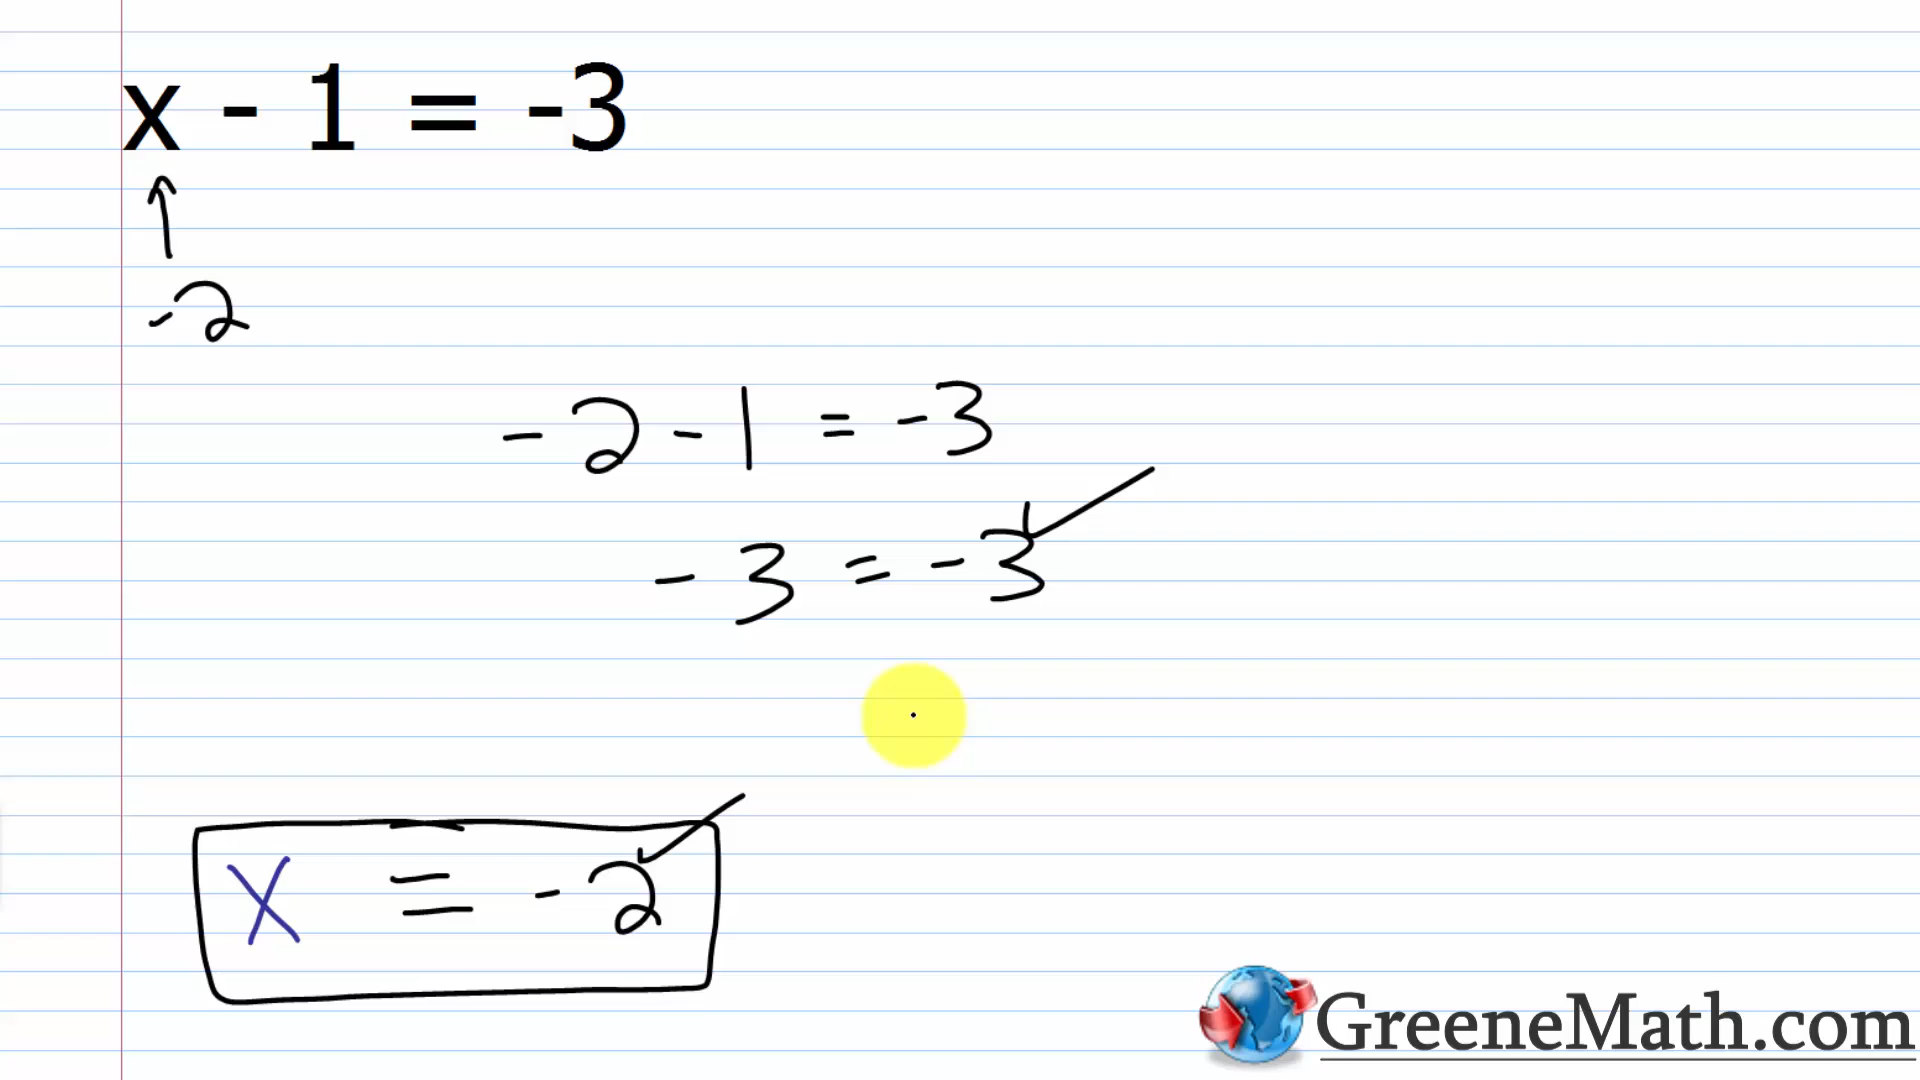 x - 1 = -3
-2
-2 - 1 = -3
-3 = -3
x = -2
GreeneMath.com